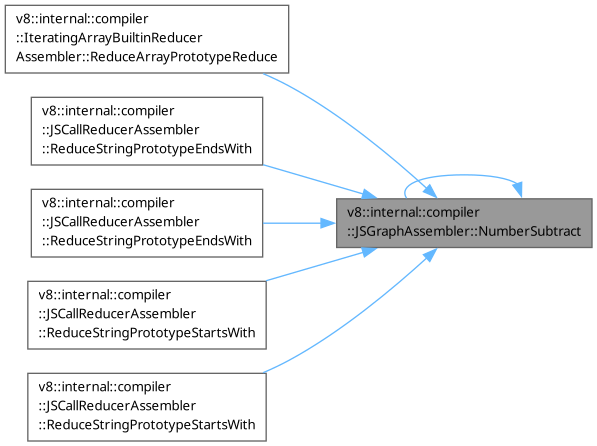 v8::internal::compiler
::IteratingArrayBuiltinReducer
Assembler::ReduceArrayPrototypeReduce
v8::internal::compiler
::JSCallReducerAssembler
::ReduceStringPrototypeEndsWith
v8::internal::compiler
::JSCallReducerAssembler
::ReduceStringPrototypeEndsWith
v8::internal::compiler
::JSGraphAssembler::NumberSubtract
v8::internal::compiler
::JSCallReducerAssembler
::ReduceStringPrototypeStartsWith
v8::internal::compiler
::JSCallReducerAssembler
::ReduceStringPrototypeStartsWith